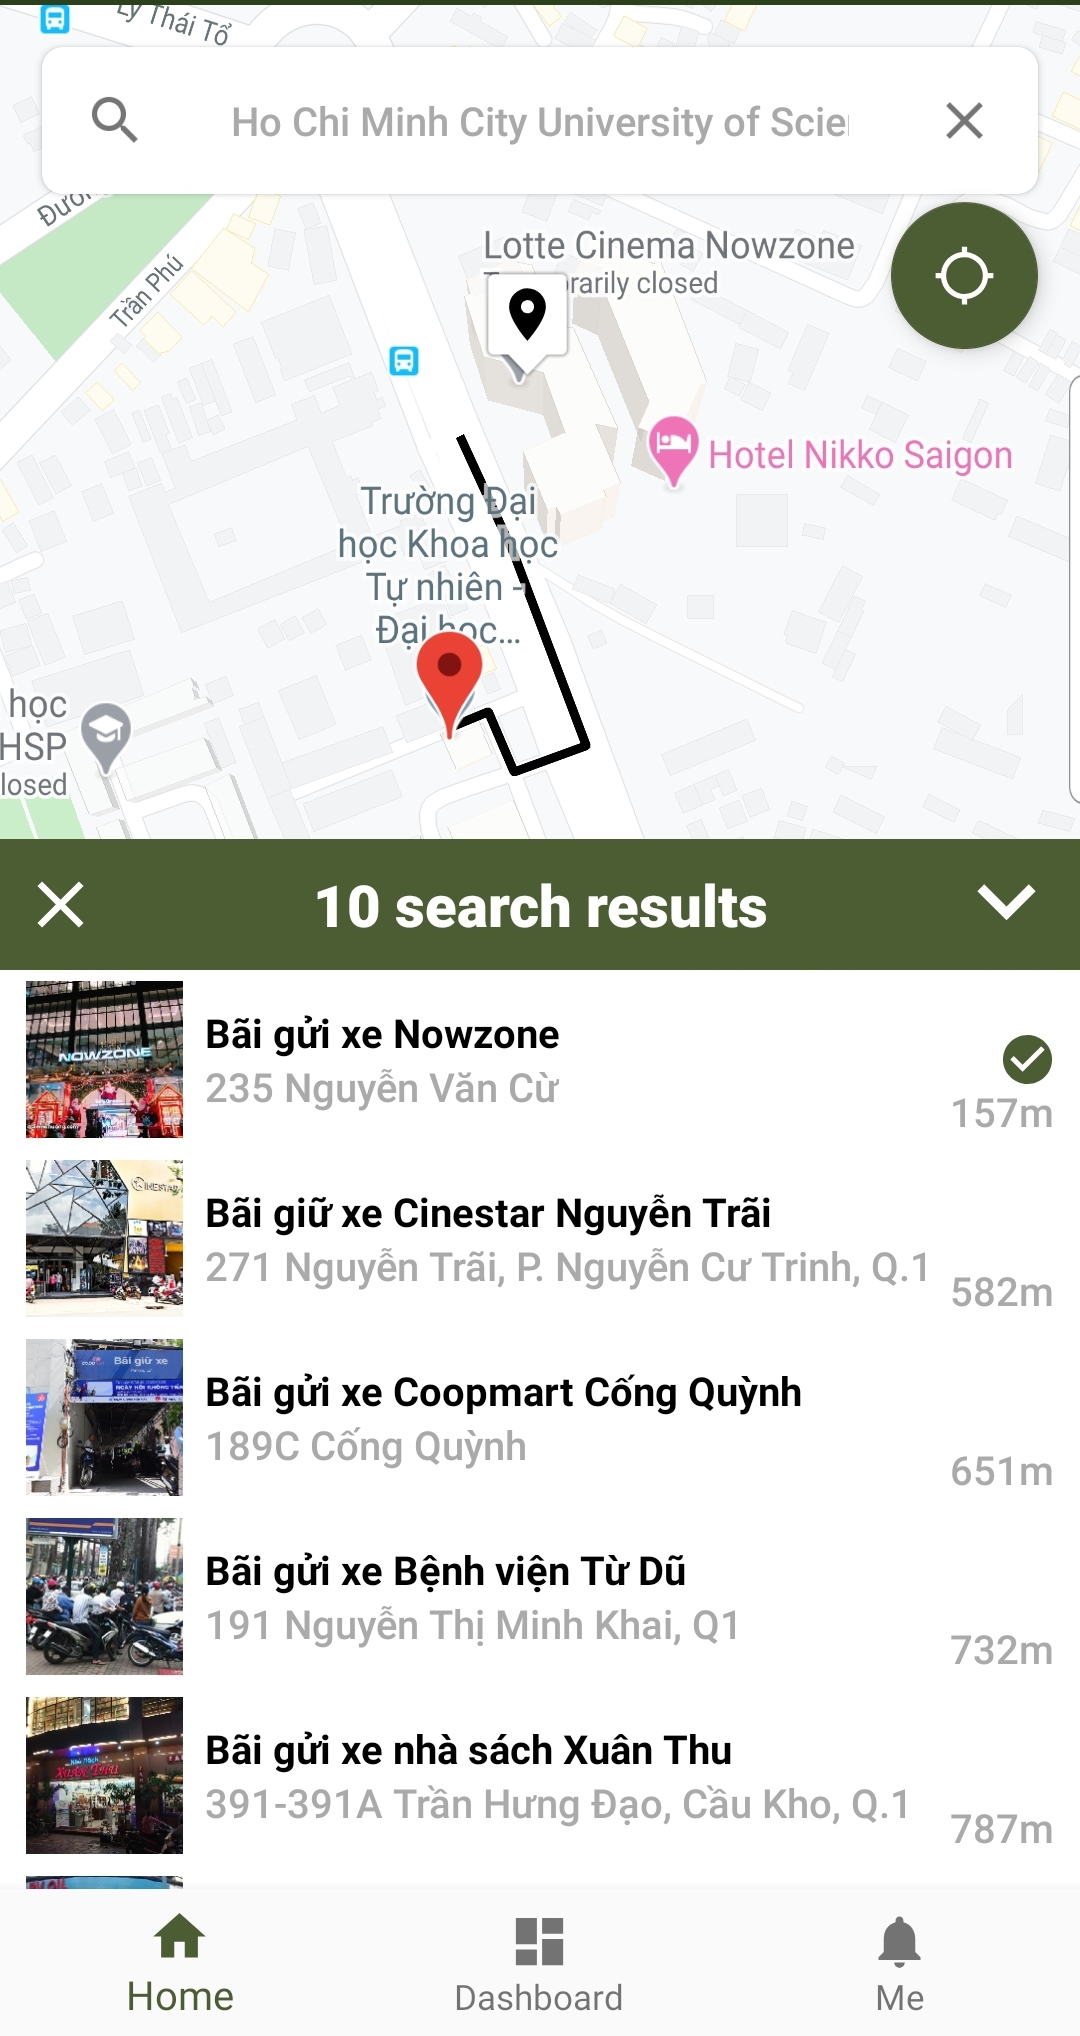 Lý Thái Tổ
Ho Chi Minh City University of Scie
Đườn
Trần Phú
Lotte Cinema Nowzone
rarily closed
Hotel Nikko Saigon
Trường Đại
học Khoa học
Tự nhiên -
Đại học...
học
HSP
losed
10 search results
NOWZONE
Bãi gửi xe Nowzone
235 Nguyễn Văn Cừ
157m
CINESTAR
Bãi giữ xe Cinestar Nguyễn Trãi
271 Nguyễn Trãi, P. Nguyễn Cư Trinh, Q.1
582m
Bãi giữ xe
Bãi gửi xe Coopmart Cống Quỳnh
189C Cống Quỳnh
651m
Bãi gửi xe Bệnh viện Từ Dũ
191 Nguyễn Thị Minh Khai, Q1
732m
Nhà Sách
XUÂN THU
Bãi gửi xe nhà sách Xuân Thu
391-391A Trần Hưng Đạo, Cầu Kho, Q.1
787m
Home
Dashboard
Me